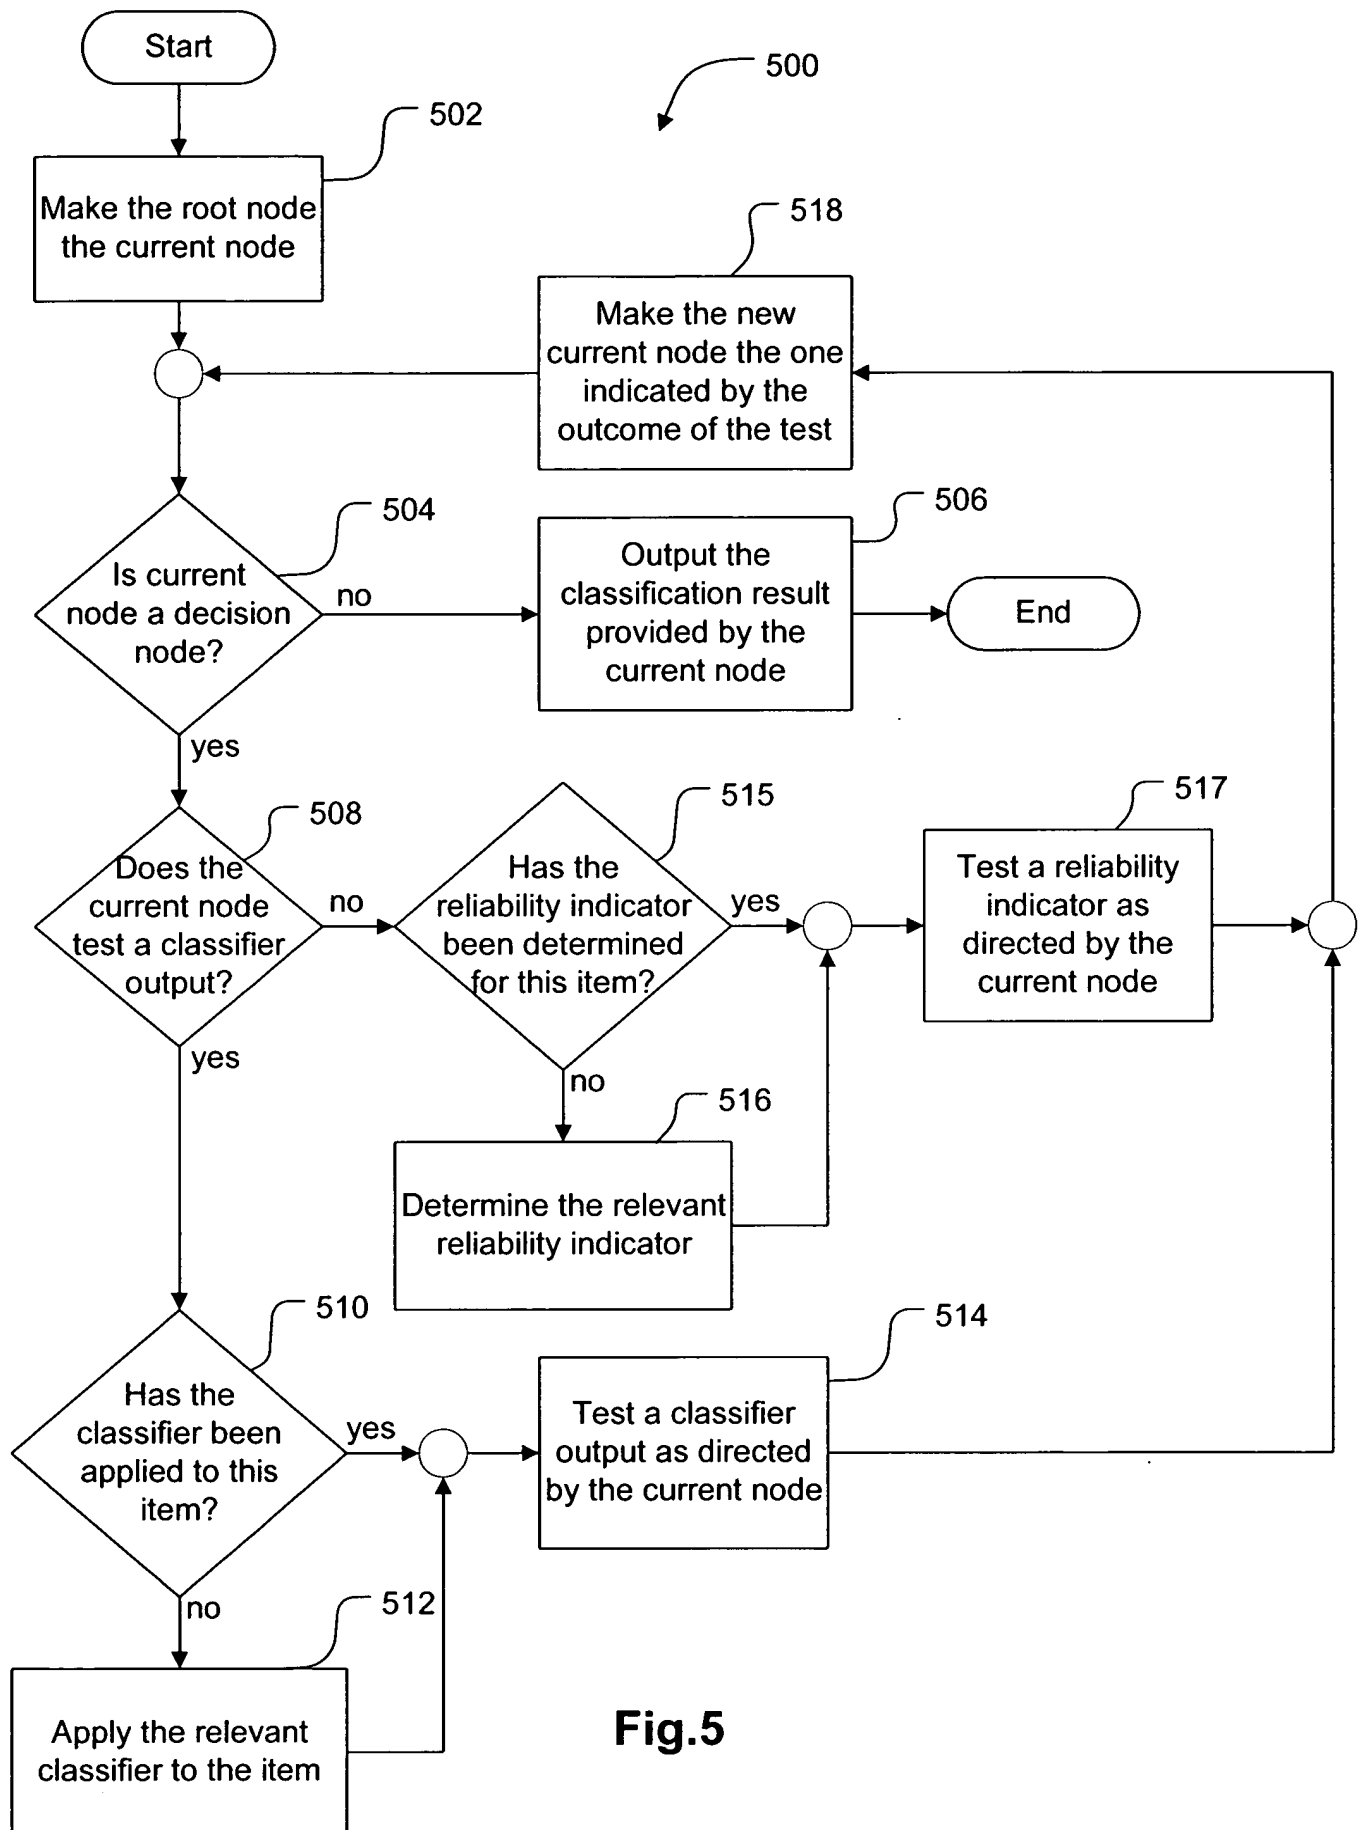 Start
500
502
Make the root node
the current node
518
Make the new
current node the one
indicated by the
outcome of the test
504
Is current
node a decision
node?
no
506
Output the
classification result
provided by the
current node
End
yes
508
Does the
current node
test a classifier
output?
no
515
Has the
reliability indicator
been determined
for this item?
yes
517
Test a reliability
indicator as
directed by the
current node
yes
no
516
Determine the relevant
reliability indicator
510
Has the
classifier been
applied to this
item?
yes
514
Test a classifier
output as directed
by the current node
no
512
Apply the relevant
classifier to the item
Fig.5